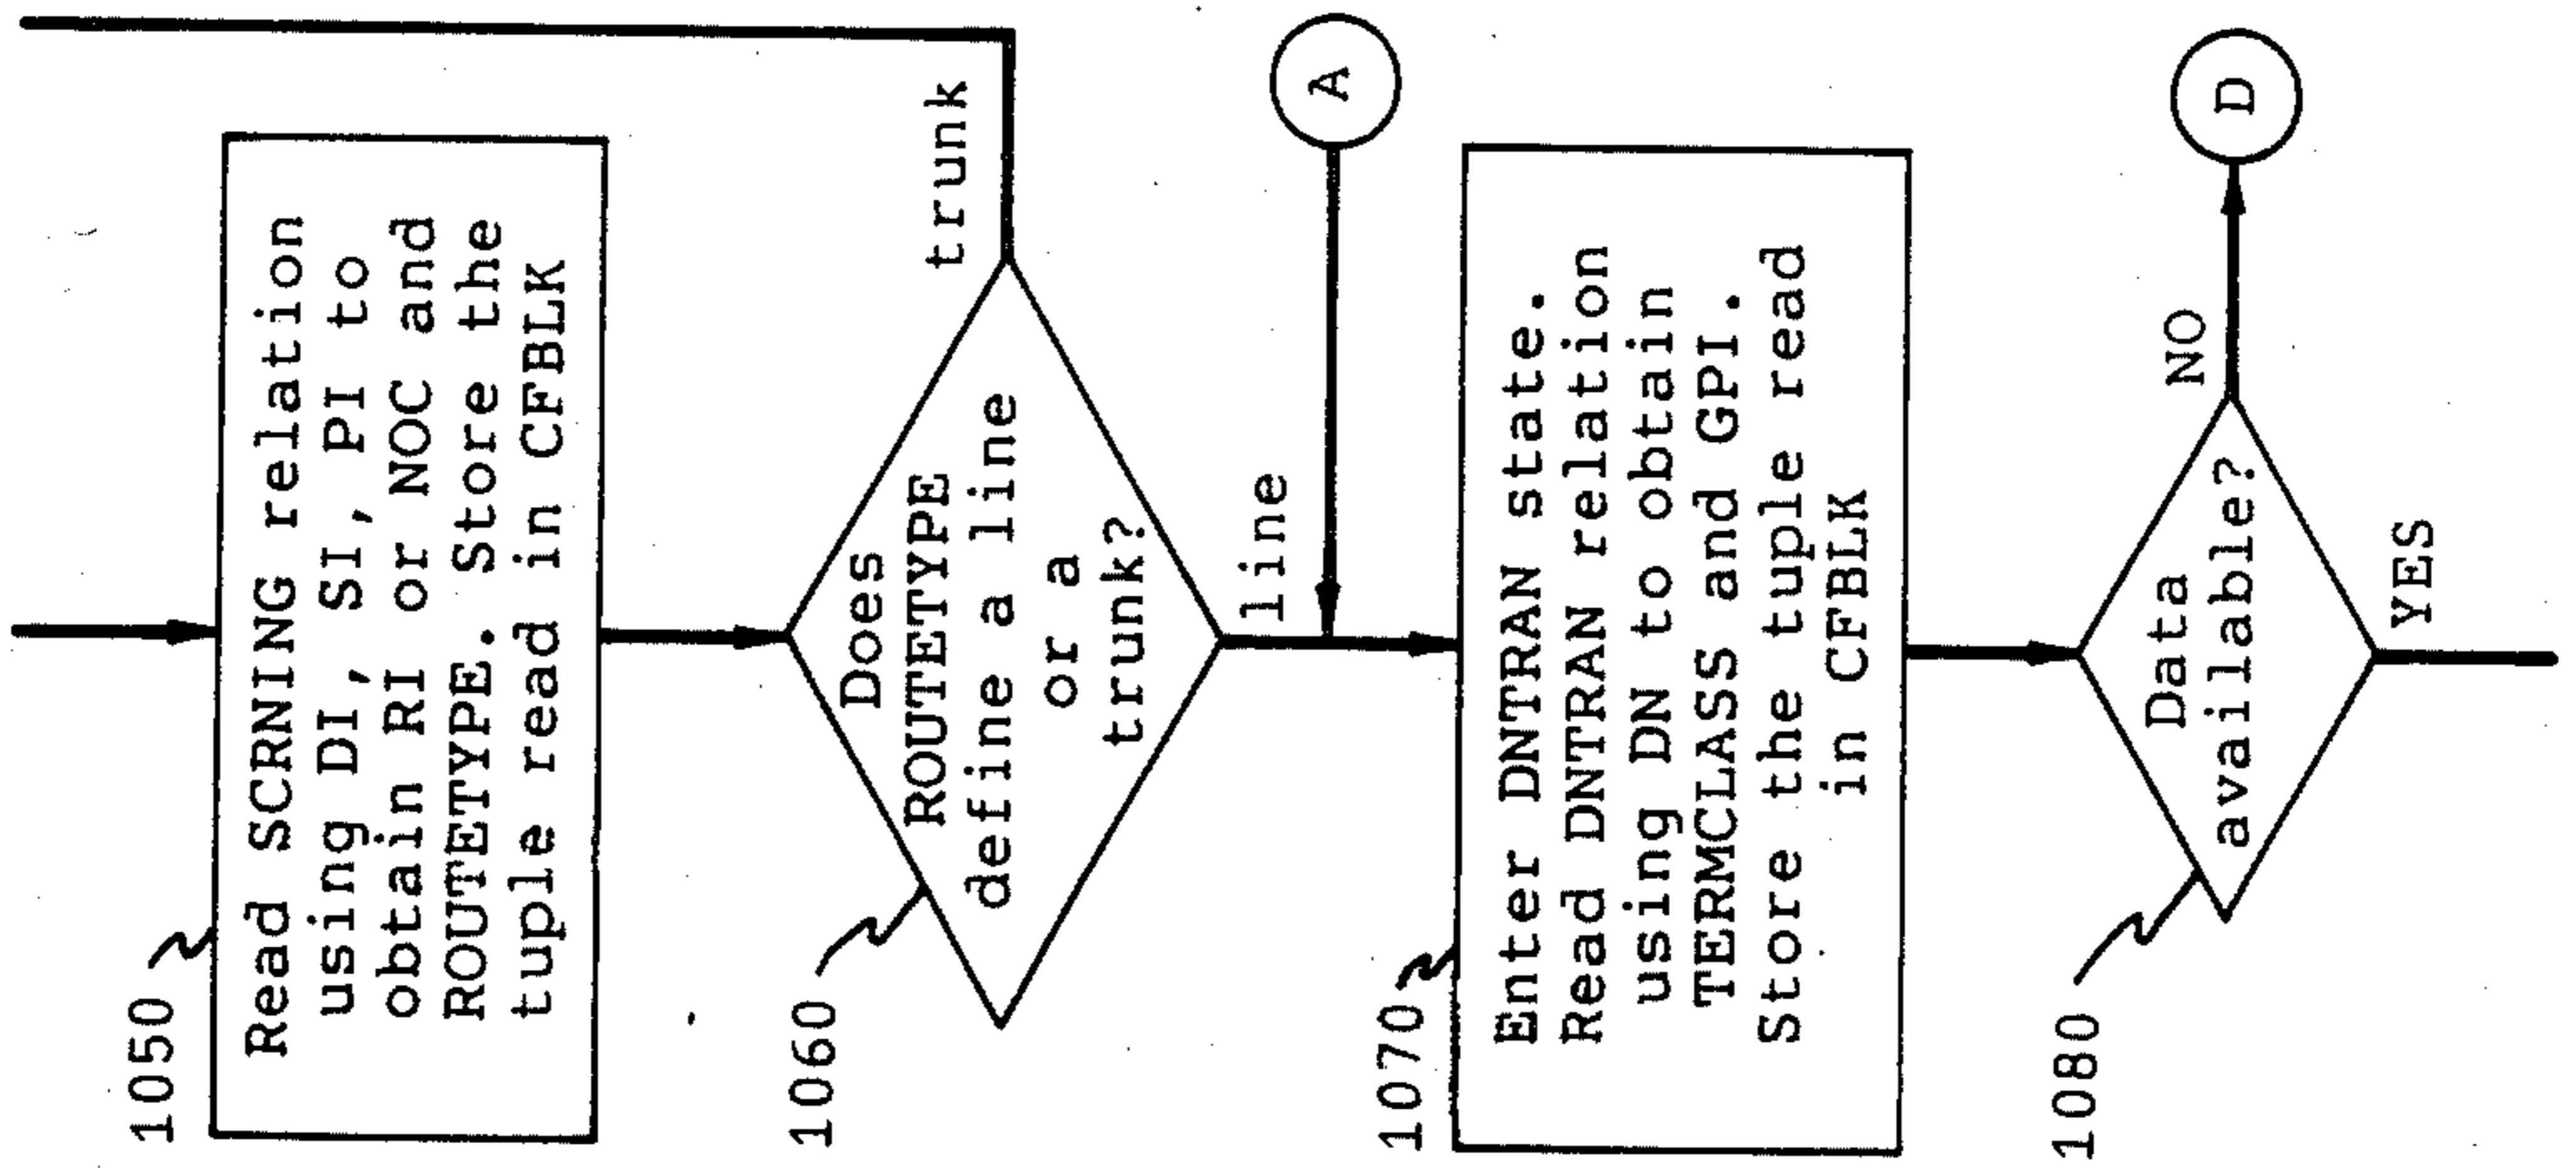 1050
Read SCRNING relation
using DI, SI, PI to
obtain RI or NOC and
ROUTETYPE. Store the
tuple read in CFBLK
1060
Does
ROUTETYPE
define a line
or a
trunk?
trunk
line
A
1070
Enter DNTRAN state.
Read DNTRAN relation
using DN to obtain
TERMCLASS and GPI.
Store the tuple read
in CFBLK
1080
Data
available?
NO
D
YES